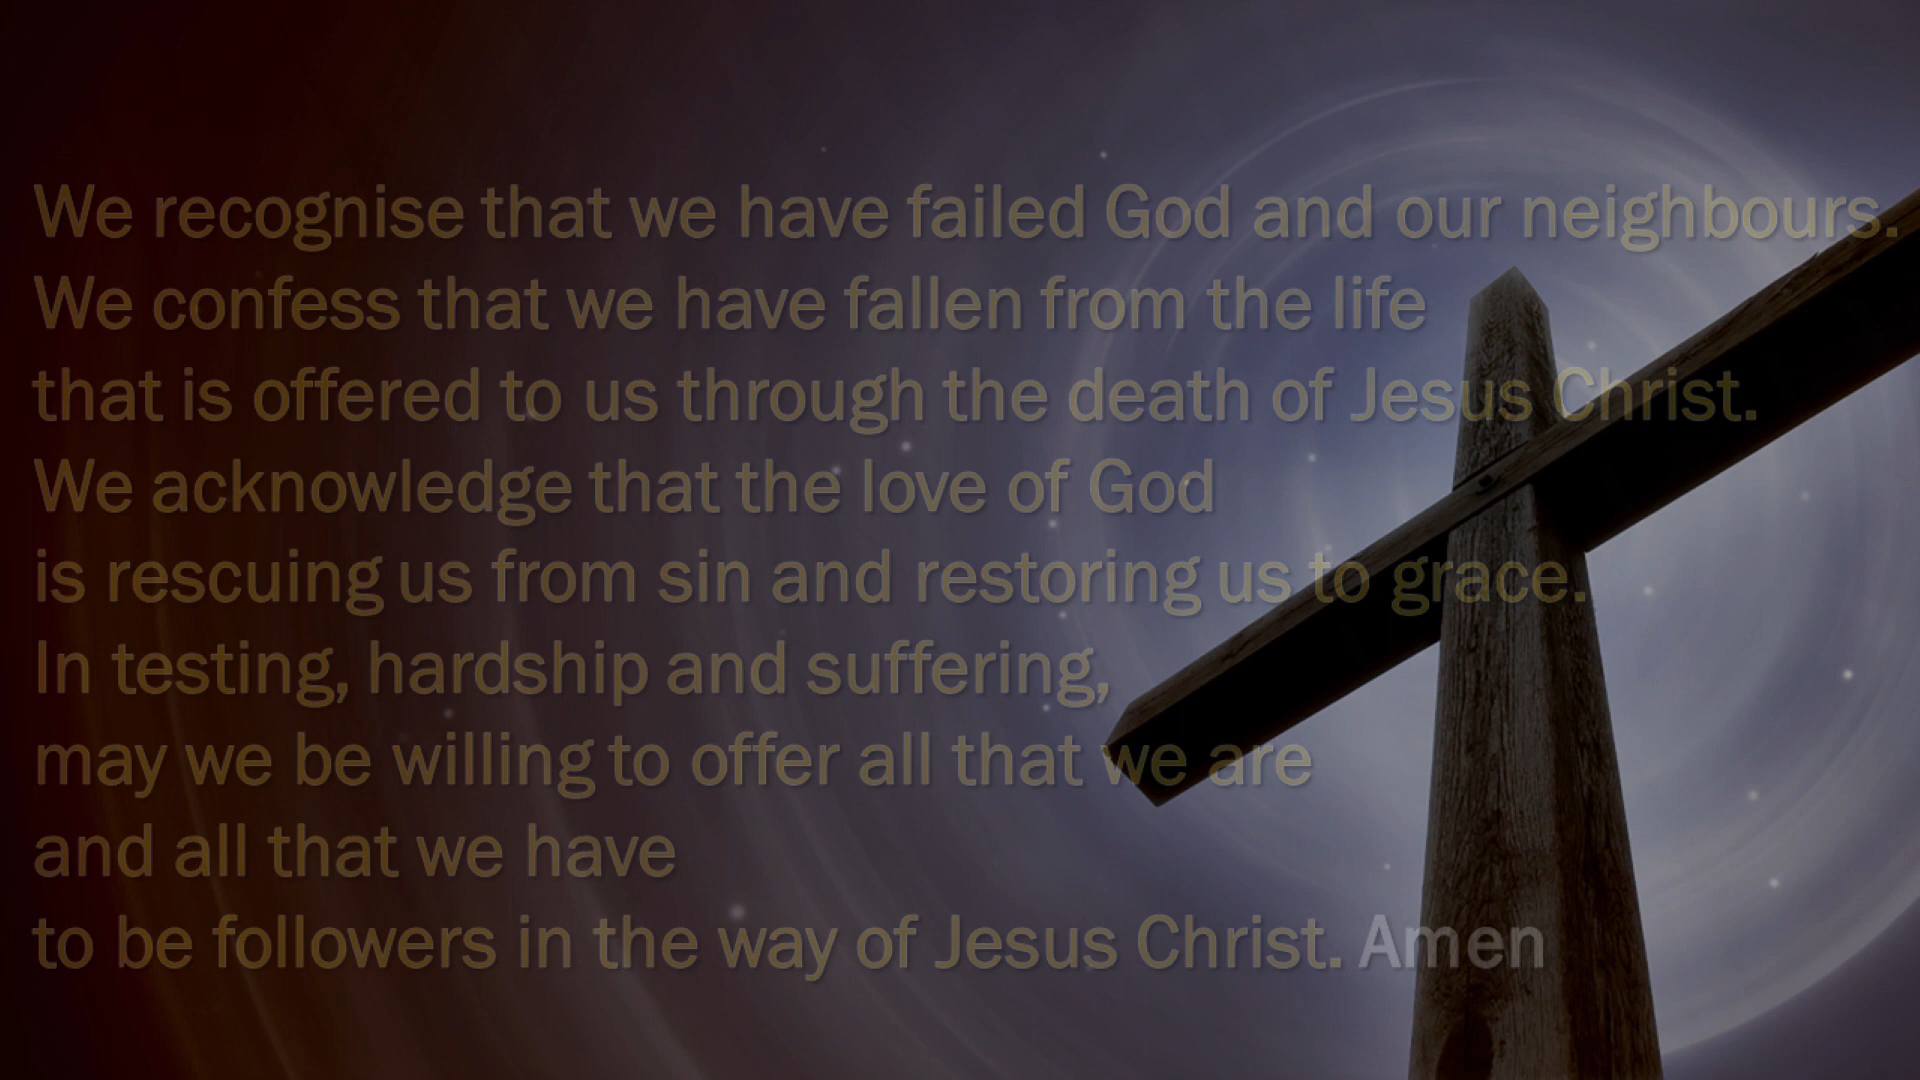 We recognise that we have failed God and our neighbours.
We confess that we have fallen from the life
that is offered to us through the death of Jesus Christ.
We acknowledge that the love of God
is rescuing us from sin and restoring us to grace.
In testing, hardship and suffering,
may we be willing to offer all that we are
and all that we have
to be followers in the way of Jesus Christ. Amen